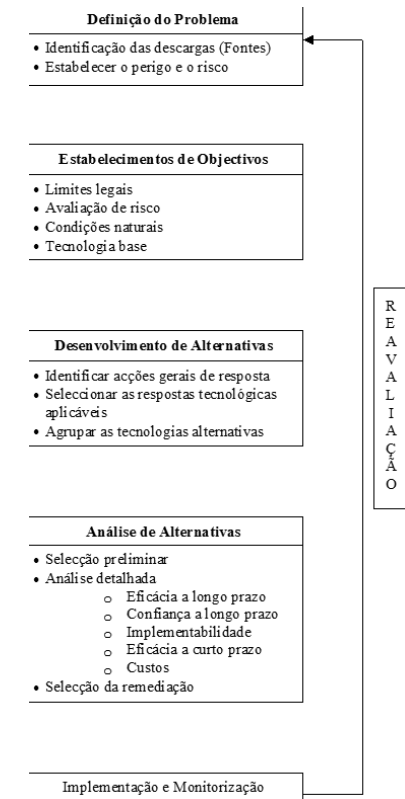 Definição do Problema
• Identificação das descargas (Fontes)
• Estabelecer o perigo e o risco
Estabelecimentos de Objectivos
• Limites legais
• Avaliação de risco
• Condições naturais
• Tecnologia base
Desenvolvimento de Alternativas
• Identificar acções gerais de resposta
• Seleccionar as respostas tecnológicas
aplicáveis
• Agrupar as tecnologias alternativas
Análise de Alternativas
• Selecção preliminar
• Análise detalhada
o Eficácia a longo prazo
o Confiança a longo prazo
o Implementabilidade
o Eficácia a curto prazo
o Custos
• Selecção da remediação
Implementação e Monitorização
R
E
A
V
A
L
I
A
Ç
Ã
O